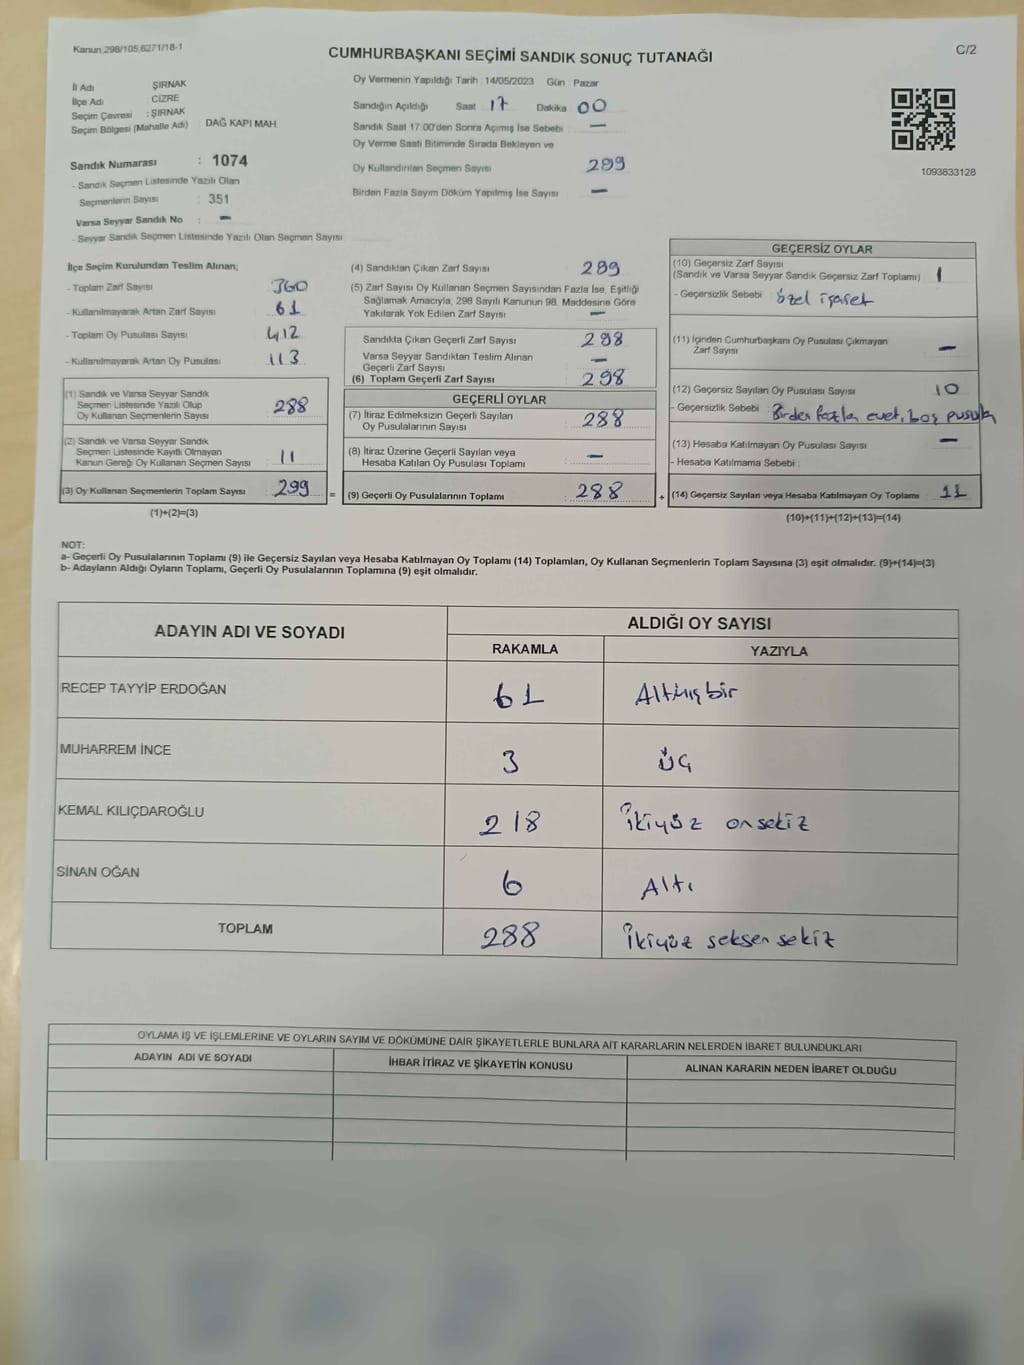 Kanun 298/105,6271/18-1
CUMHURBAŞKANI SEÇİMİ SANDIK SONUÇ TUTANAĞI
C/2
İl Adı ŞIRNAK
İlçe Adı : CİZRE
Seçim Çevresi : ŞIRNAK
Seçim Bölgesi (Mahalle Adı) : DAĞ KAPI MAH.
Oy Vermenin Yapıldığı Tarih : 14/05/2023 Gün : Pazar
Sandığın Açıldığı Saat 17 Dakika 00
Sandık Saat 17:00'den Sonra Açımış İse Sebebi : —
Oy Verme Saati Bitiminde Sırada Bekleyen ve
Oy Kullandırılan Seçmen Sayısı 299
Birden Fazla Sayım Döküm Yapılmış İse Sayısı —
1093833128
Sandık Numarası : 1074
- Sandık Seçmen Listesinde Yazılı Olan
Seçmenlerin Sayısı : 351
Varsa Seyyar Sandık No : -
- Seyyar Sandık Seçmen Listesinde Yazılı Olan Seçmen Sayısı
İlçe Seçim Kurulundan Teslim Alınan;
- Toplam Zarf Sayısı 360
- Kullanılmayarak Artan Zarf Sayısı 61
- Toplam Oy Pusulası Sayısı 412
- Kullanılmayarak Artan Oy Pusulası 113
(1) Sandık ve Varsa Seyyar Sandık
Seçmen Listesinde Yazılı Olup
Oy Kullanan Seçmenlerin Sayısı 288
(2) Sandık ve Varsa Seyyar Sandık
Seçmen Listesinde Kayıtlı Olmayan
Kanun Gereği Oy Kullanan Seçmen Sayısı 11
(3) Oy Kullanan Seçmenlerin Toplam Sayısı 299 =
(1)+(2)=(3)
(4) Sandıktan Çıkan Zarf Sayısı 299
(5) Zarf Sayısı Oy Kullanan Seçmen Sayısından Fazla İse, Eşitliği
Sağlamak Amacıyla, 298 Sayılı Kanunun 98. Maddesine Göre
Yakılarak Yok Edilen Zarf Sayısı : —
Sandıkta Çıkan Geçerli Zarf Sayısı 298
Varsa Seyyar Sandıktan Teslim Alınan
Geçerli Zarf Sayısı —
(6) Toplam Geçerli Zarf Sayısı 298
GEÇERLİ OYLAR
(7) İtiraz Edilmeksizin Geçerli Sayılan
Oy Pusulalarının Sayısı : 288
(8) İtiraz Üzerine Geçerli Sayılan veya
Hesaba Katılan Oy Pusulası Toplamı : —
(9) Geçerli Oy Pusulalarının Toplamı : 288 +
GEÇERSİZ OYLAR
(10) Geçersiz Zarf Sayısı
(Sandık ve Varsa Seyyar Sandık Geçersiz Zarf Toplamı) 1
- Geçersizlik Sebebi : özel işaret
(11) İçinden Cumhurbaşkanı Oy Pusulası Çıkmayan
Zarf Sayısı —
(12) Geçersiz Sayılan Oy Pusulası Sayısı 10
- Geçersizlik Sebebi : Birden fazla evet, boş pusula
(13) Hesaba Katılmayan Oy Pusulası Sayısı —
- Hesaba Katılmama Sebebi :
(14) Geçersiz Sayılan veya Hesaba Katılmayan Oy Toplamı 11
(10)+(11)+(12)+(13)=(14)
NOT:
a- Geçerli Oy Pusulalarının Toplamı (9) ile Geçersiz Sayılan veya Hesaba Katılmayan Oy Toplamı (14) Toplamları, Oy Kullanan Seçmenlerin Toplam Sayısına (3) eşit olmalıdır. (9)+(14)=(3)
b- Adayların Aldığı Oyların Toplamı, Geçerli Oy Pusulalarının Toplamına (9) eşit olmalıdır.
ADAYIN ADI VE SOYADI
ALDIĞI OY SAYISI
RAKAMLA YAZIYLA
RECEP TAYYİP ERDOĞAN 61 Altmışbir
MUHARREM İNCE 3 üç
KEMAL KILIÇDAROĞLU 218 İkiyüz onsekiz
SİNAN OĞAN 6 Altı
TOPLAM 288 İkiyüz seksen sekiz
OYLAMA İŞ VE İŞLEMLERİNE VE OYLARIN SAYIM VE DÖKÜMÜNE DAİR ŞİKAYETLERLE BUNLARA AİT KARARLARIN NELERDEN İBARET BULUNDUKLARI
ADAYIN ADI VE SOYADI İHBAR İTİRAZ VE ŞİKAYETİN KONUSU ALINAN KARARIN NEDEN İBARET OLDUĞU